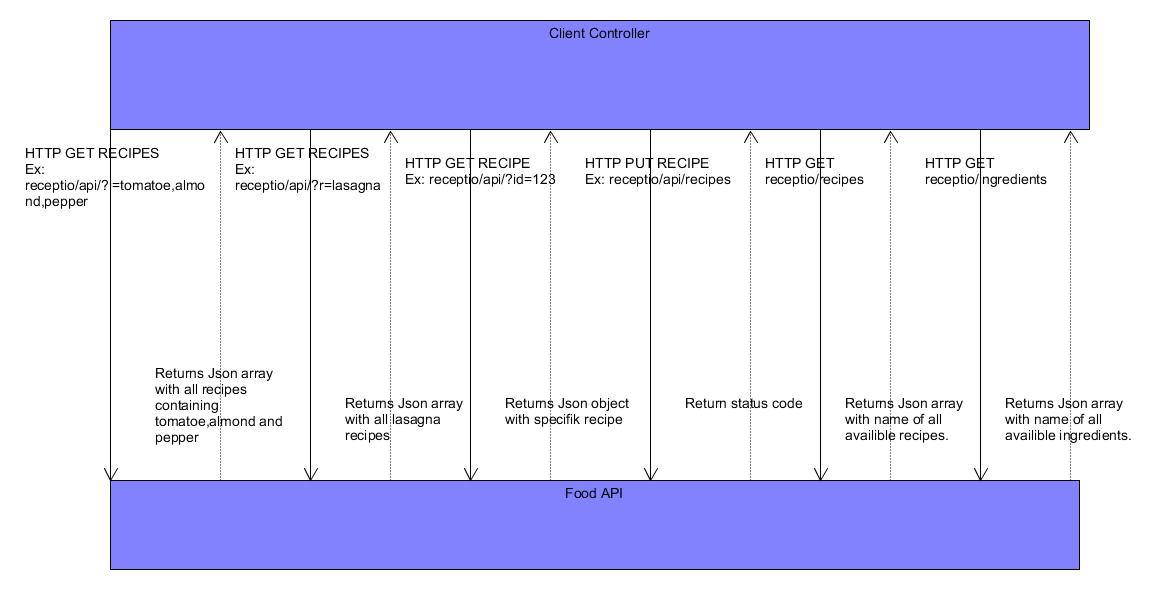 Client Controller
HTTP GET RECIPES
Ex:
receptio/api/?i=tomatoe,almo
nd,pepper
HTTP GET RECIPES
Ex:
receptio/api/?r=lasagna
HTTP GET RECIPE
Ex: receptio/api/?id=123
HTTP PUT RECIPE
Ex: receptio/api/recipes
HTTP GET
receptio/recipes
HTTP GET
receptio/ingredients
Returns Json array
with all recipes
containing
tomatoe,almond and
pepper
Returns Json array
with all lasagna
recipes
Returns Json object
with specifik recipe
Return status code
Returns Json array
with name of all
availible recipes.
Returns Json array
with name of all
availible ingredients.
Food API